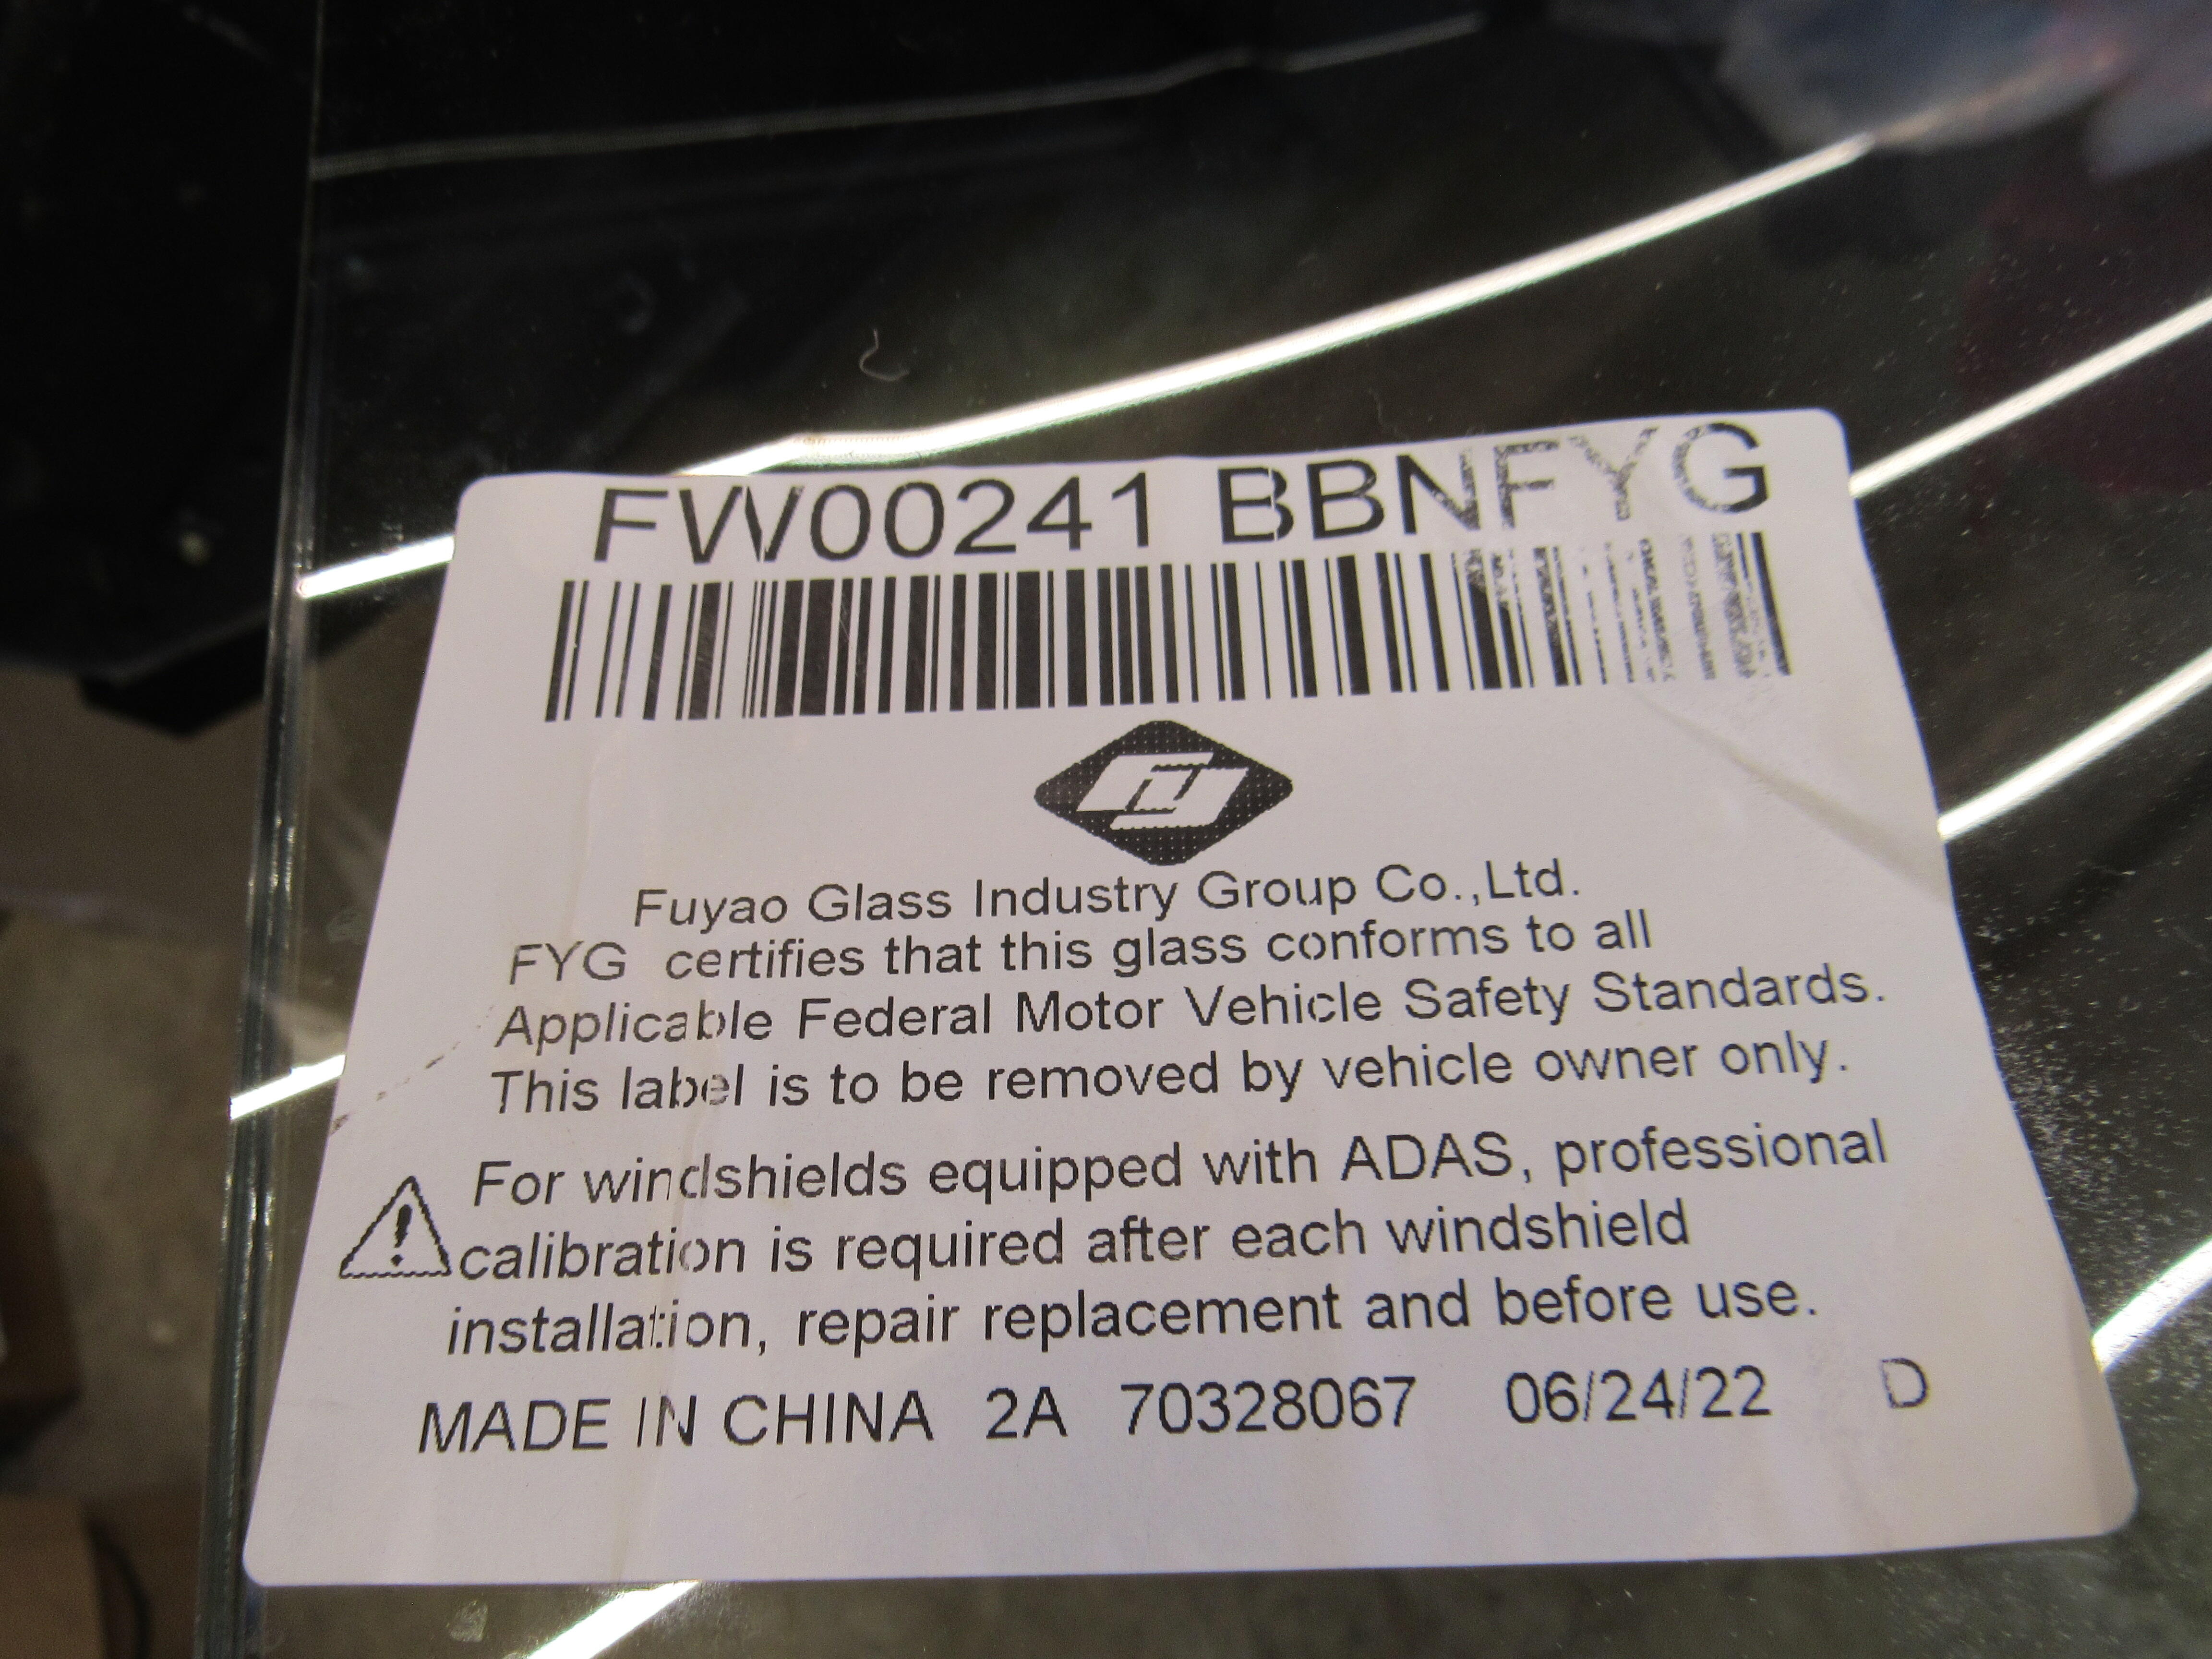 FW00241 BBNFYG
Fuyao Glass Industry Group Co.,Ltd.
FYG certifies that this glass conforms to all
Applicable Federal Motor Vehicle Safety Standards.
This label is to be removed by vehicle owner only.
For windshields equipped with ADAS, professional
calibration is required after each windshield
installation, repair replacement and before use.
MADE IN CHINA 2A 70328067 06/24/22 D